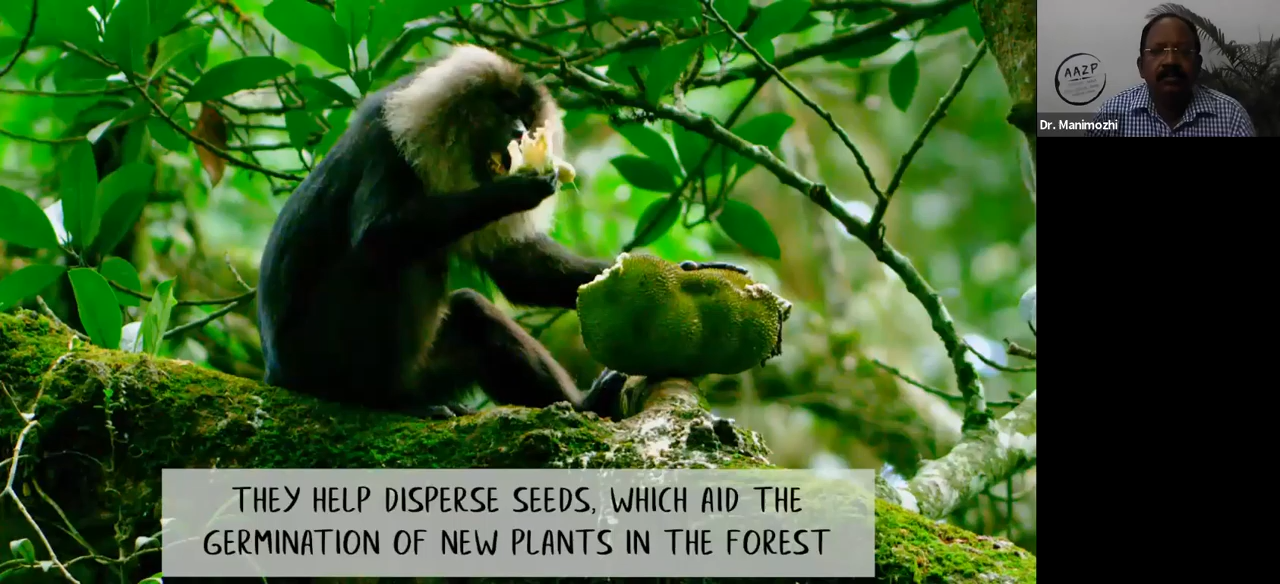 AAZP
Dr. Manimozhi
THEY HELP DISPERSE SEEDS, WHICH AID THE
GERMINATION OF NEW PLANTS IN THE FOREST